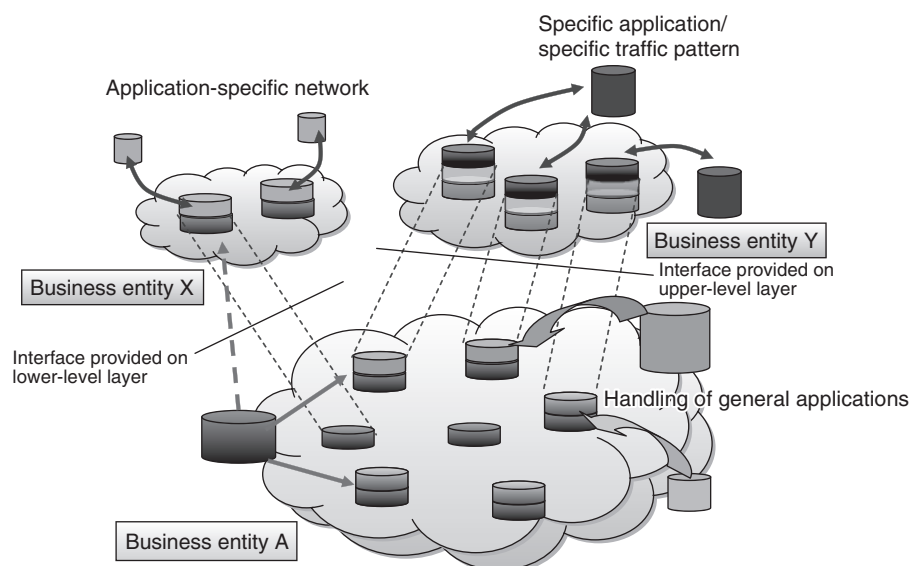 Specific application/
specific traffic pattern
Application-specific network
Business entity Y
Interface provided on
upper-level layer
Business entity X
Interface provided on
lower-level layer
Handling of general applications
Business entity A